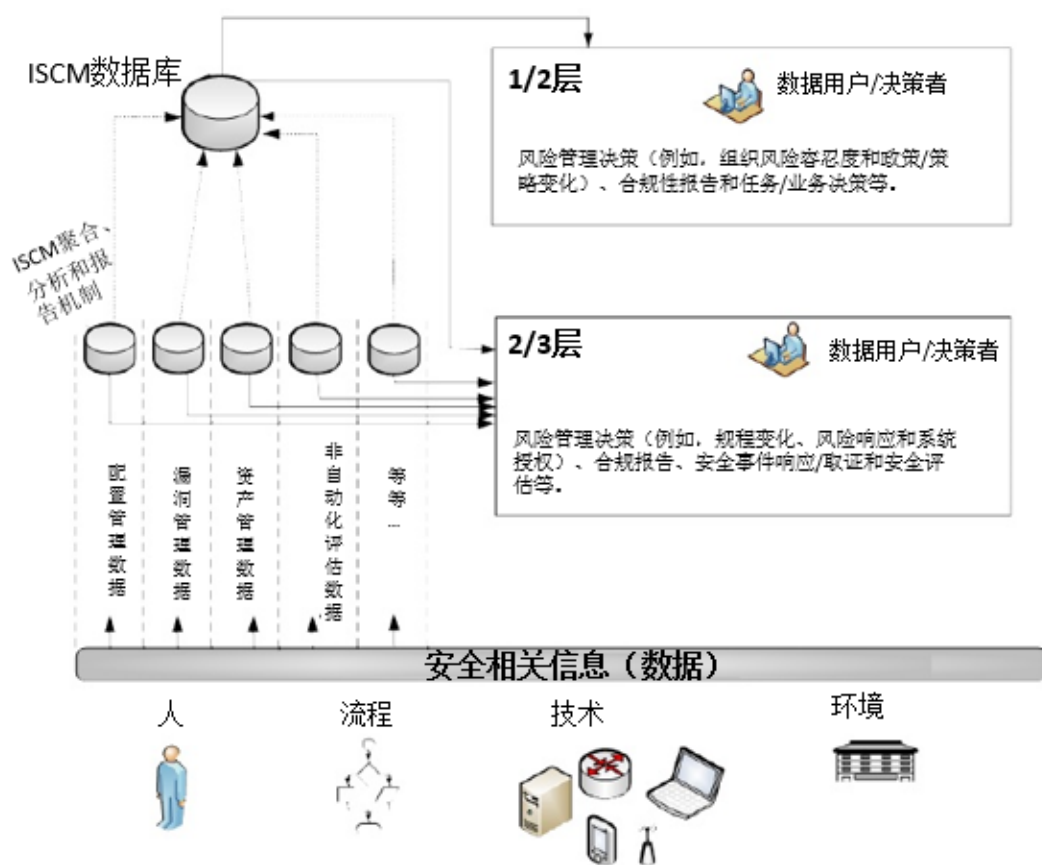 ISCM数据库
1/2层
数据用户/决策者
风险管理决策（例如，组织风险容忍度和政策/策
略变化）、合规性报告和任务/业务决策等。
ISCM聚合、
分析和报
告机制
2/3层
数据用户/决策者
风险管理决策（例如，规程变化、风险响应和系统
授权）、合规报告、安全事件响应/取证和安全评
估等。
配置管理数据
漏洞管理数据
资产管理数据
非自动化评估数据
等等...
安全相关信息（数据）
人
流程
技术
环境